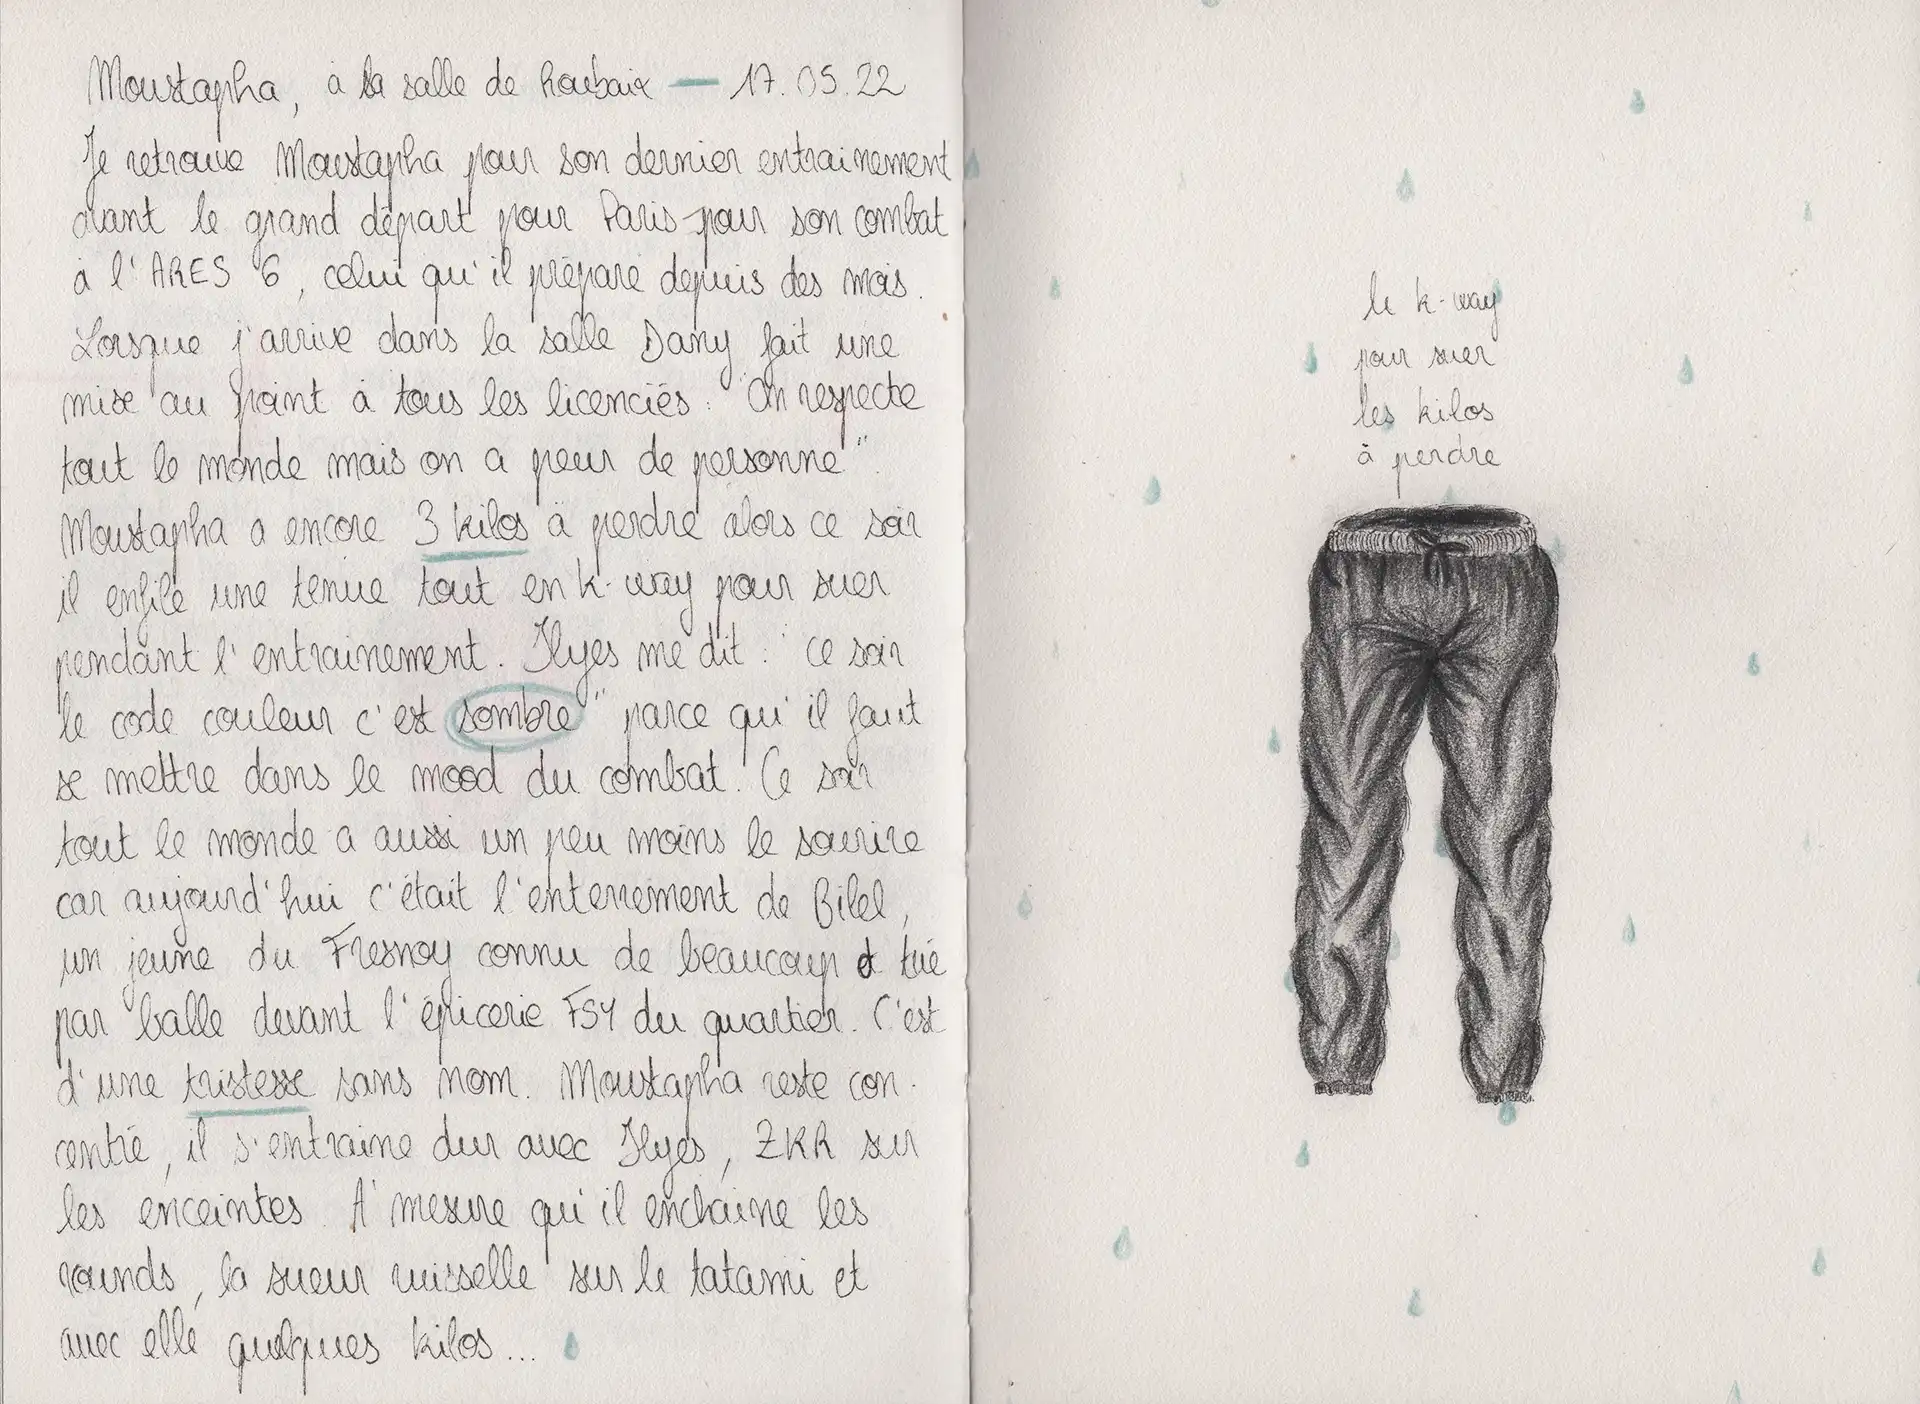 Moustapha, à la salle de Roubaix — 17.05.22
Je retrouve Moustapha pour son dernier entrainement
avant le grand départ pour Paris pour son combat
à l'ARES 6, celui qu'il prépare depuis des mois.
Lorsque j'arrive dans la salle Dany fait une
mise au point à tous les licenciés : "On respecte
tout le monde mais on a peur de personne".
Moustapha a encore 3 kilos à perdre alors ce soir
il enfile une tenue tout en k-way pour suer
pendant l'entrainement. Ilyes me dit : "ce soir
le code couleur c'est sombre" parce qu'il faut
se mettre dans le mood du combat. Ce soir
tout le monde a aussi un peu moins le sourire
car aujourd'hui c'était l'enterrement de Bilel,
un jeune du Fresnoy connu de beaucoup et tué
par balle devant l'épicerie FSY du quartier. C'est
d'une tristesse sans nom. Moustapha reste con-
centré, il s'entraine dur avec Ilyes, ZKR sur
les enceintes. A mesure qu'il enchaine les
rounds, la sueur ruisselle sur le tatami et
avec elle quelques kilos...
le k-way
pour suer
les kilos
à perdre